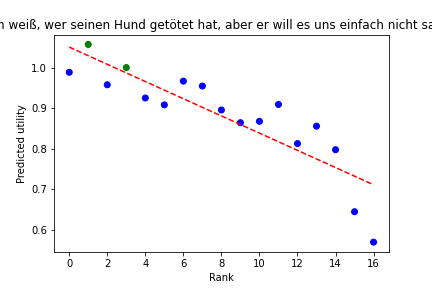 n weiß, wer seinen Hund getötet hat, aber er will es uns einfach nicht sa
1.0
0.9
0.8
0.7
0.6
Predicted utility
0 2 4 6 8 10 12 14 16
Rank